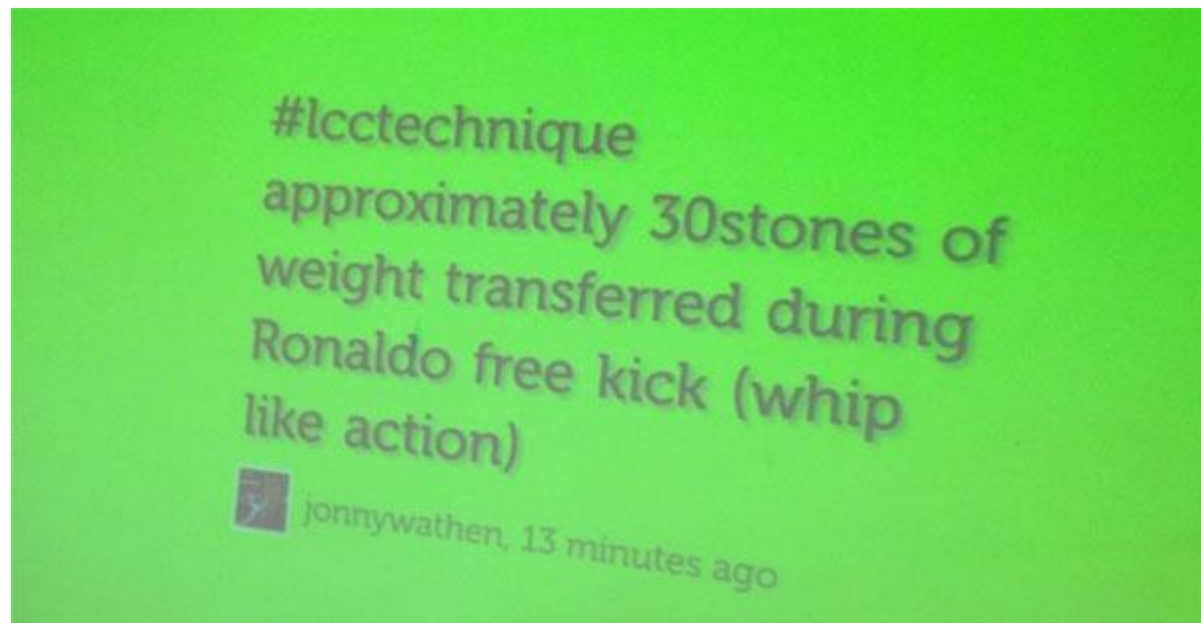 #lcctechnique
approximately 30stones of
weight transferred during
Ronaldo free kick (whip
like action)
jonnywathen, 13 minutes ago